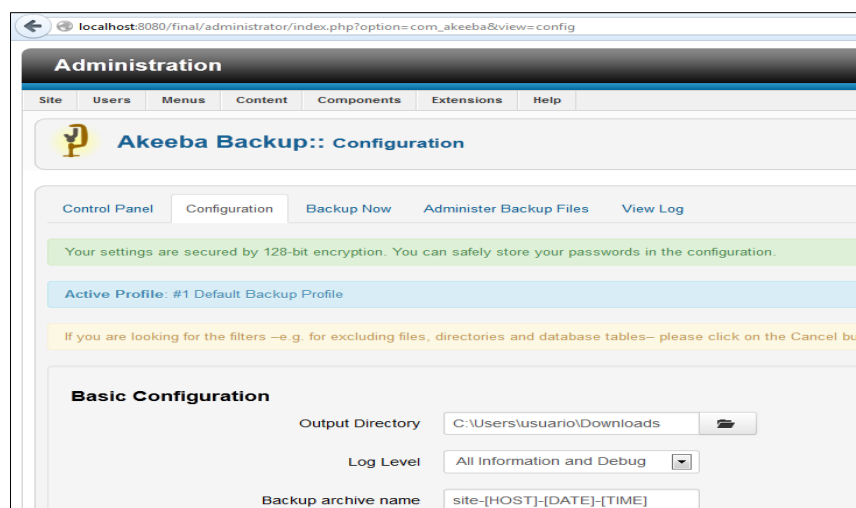 localhost:8080/final/administrator/index.php?option=com_akeeba&view=config
Administration
Site Users Menus Content Components Extensions Help
Akeeba Backup:: Configuration
Control Panel Configuration Backup Now Administer Backup Files View Log
Your settings are secured by 128-bit encryption. You can safely store your passwords in the configuration.
Active Profile: #1 Default Backup Profile
If you are looking for the filters –e.g. for excluding files, directories and database tables– please click on the Cancel bu
Basic Configuration
Output Directory C:\Users\usuario\Downloads
Log Level All Information and Debug
Backup archive name site-[HOST]-[DATE]-[TIME]